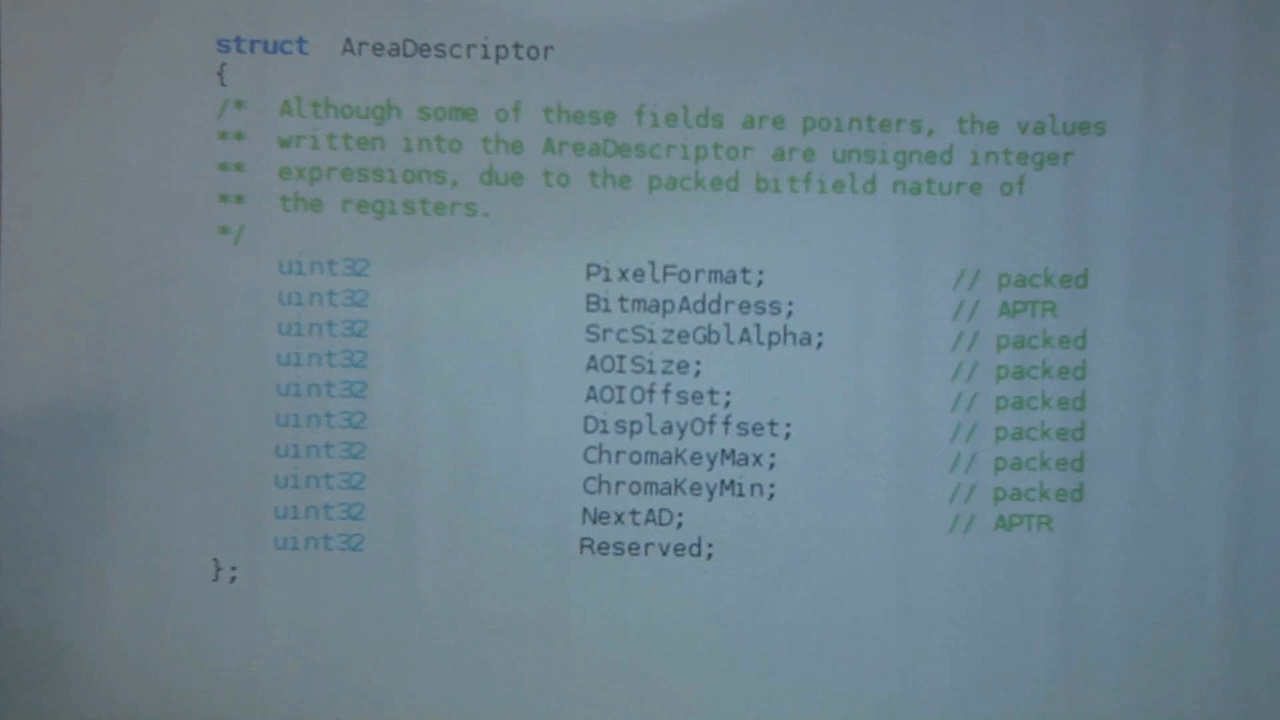 struct AreaDescriptor
{
/* Although some of these fields are pointers, the values
** written into the AreaDescriptor are unsigned integer
** expressions, due to the packed bitfield nature of
** the registers.
*/
uint32 PixelFormat; // packed
uint32 BitmapAddress; // APTR
uint32 SrcSizeGblAlpha; // packed
uint32 AOISize; // packed
uint32 AOIOffset; // packed
uint32 DisplayOffset; // packed
uint32 ChromaKeyMax; // packed
uint32 ChromaKeyMin; // packed
uint32 NextAD; // APTR
uint32 Reserved;
};